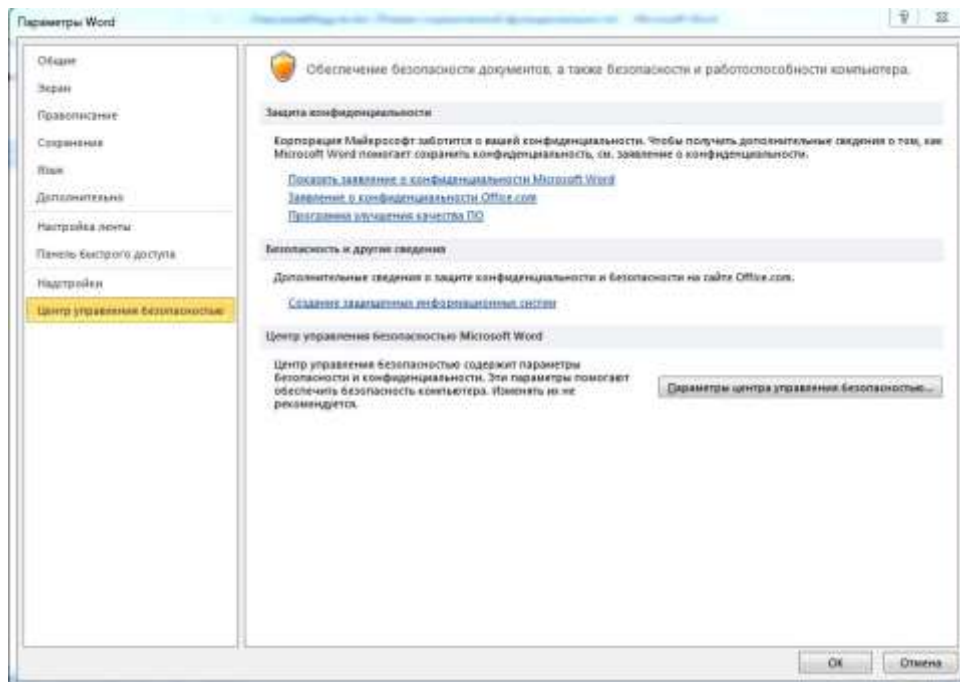 Параметры Word
Microsoft Word
Общие
Экран
Правописание
Сохранение
Язык
Дополнительно
Настройка ленты
Панель быстрого доступа
Надстройки
Центр управления безопасностью
Обеспечение безопасности документов, а также безопасности и работоспособности компьютера.
Защита конфиденциальности
Корпорация Майкрософт заботится о вашей конфиденциальности. Чтобы получить дополнительные сведения о том, как
Microsoft Word помогает сохранить конфиденциальность, см. заявление о конфиденциальности.
Показать заявление о конфиденциальности Microsoft Word
Заявление о конфиденциальности Office.com
Программа улучшения качества ПО
Безопасность и другие сведения
Дополнительные сведения о защите конфиденциальности и безопасности на сайте Office.com.
Создание защищенных информационных систем
Центр управления безопасностью Microsoft Word
Центр управления безопасностью содержит параметры
безопасности и конфиденциальности. Эти параметры помогают
обеспечить безопасность компьютера. Изменять их не
рекомендуется.
Параметры центра управления безопасностью...
ОК
Отмена